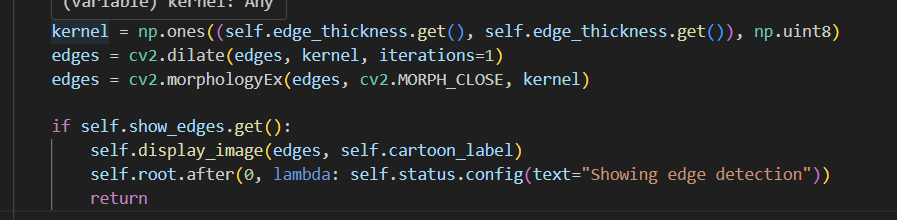 (variable) kernel: Any
kernel = np.ones((self.edge_thickness.get(), self.edge_thickness.get()), np.uint8)
edges = cv2.dilate(edges, kernel, iterations=1)
edges = cv2.morphologyEx(edges, cv2.MORPH_CLOSE, kernel)
if self.show_edges.get():
self.display_image(edges, self.cartoon_label)
self.root.after(0, lambda: self.status.config(text="Showing edge detection"))
return